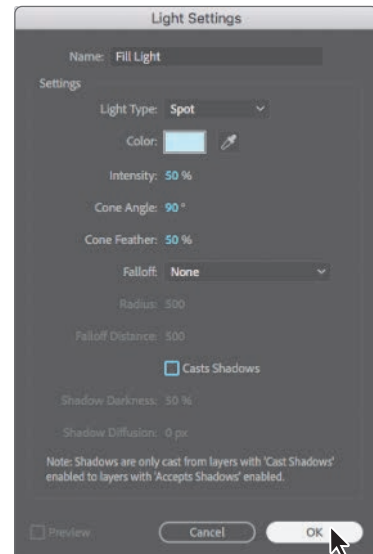 Light Settings
Name: Fill Light
Settings
Light Type: Spot
Color:
Intensity: 50 %
Cone Angle: 90 °
Cone Feather: 50 %
Falloff: None
Radius: 500
Falloff Distance: 500
Casts Shadows
Shadow Darkness: 50 %
Shadow Diffusion: 0 px
Note: Shadows are only cast from layers with 'Cast Shadows'
enabled to layers with 'Accepts Shadows' enabled.
Preview Cancel OK